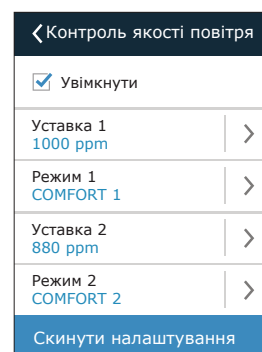 Контроль якості повітря
Увімкнути
Уставка 1
1000 ppm
Режим 1
COMFORT 1
Уставка 2
880 ppm
Режим 2
COMFORT 2
Скинути налаштування